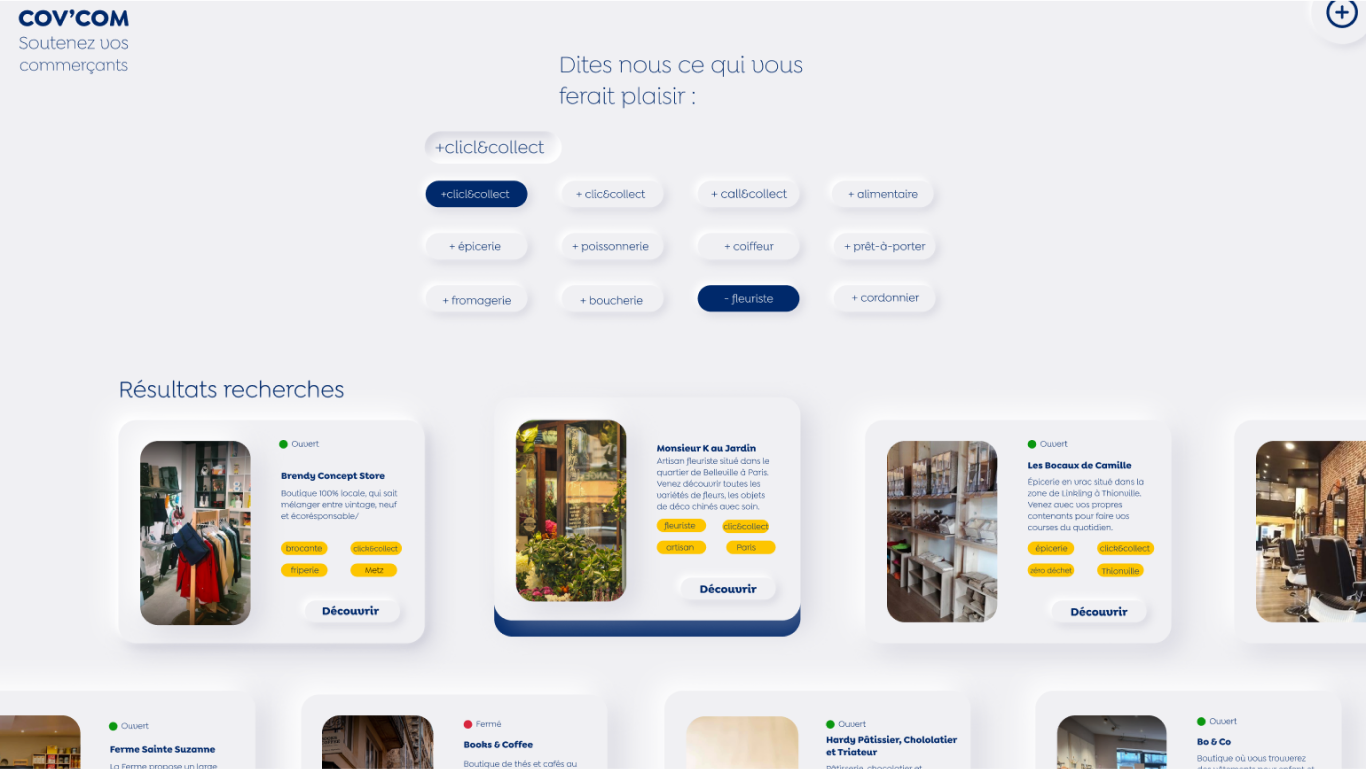 COV'COM
Soutenez vos
commerçants
Dites nous ce qui vous
ferait plaisir :
+clicl&collect
+clicl&collect
+ clic&collect
+ call&collect
+ alimentaire
+ épicerie
+ poissonnerie
+ coiffeur
+ prêt-à-porter
+ fromagerie
+ boucherie
- fleuriste
+ cordonnier
Résultats recherches
Ouvert
Brendy Concept Store
Boutique 100% locale, qui sait
mélanger entre vintage, neuf
et écorésponsable/
brocante
click&collect
friperie
Metz
Découvrir
Monsieur K au Jardin
Artisan fleuriste situé dans le
quartier de Belleuille à Paris.
Venez découvrir toutes les
variétés de fleurs, les objets
de déco chinés avec soin.
fleuriste
clic&collect
artisan
Paris
Découvrir
Ouvert
Les Bocaux de Camille
Épicerie en vrac situé dans la
zone de Linkling à Thionville.
Venez avec vos propres
contenants pour faire vos
courses du quotidien.
épicerie
click&collect
zéro déchet
Thionville
Découvrir
Ouvert
Ferme Sainte Suzanne
La Ferme propose un large
Fermé
Books & Coffee
Boutique de thés et cafés au
Ouvert
Hardy Pâtissier, Chololatier
et Triateur
Pâtisserie, chocolatier et
Ouvert
Bo & Co
Boutique où vous trouverez